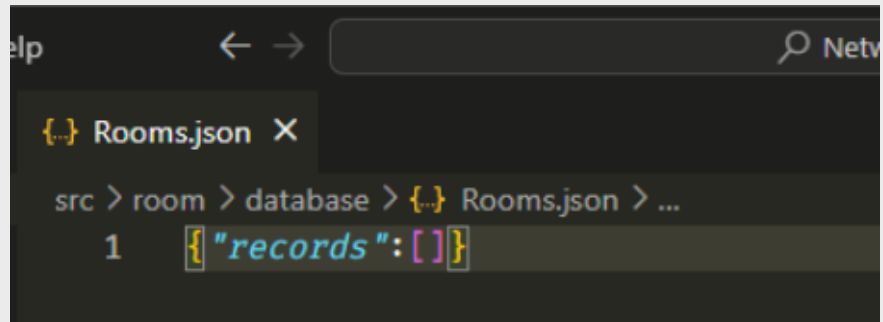 elp ← → Netw
{..} Rooms.json ×
src > room > database > {..} Rooms.json > ...
1 {"records":[]}